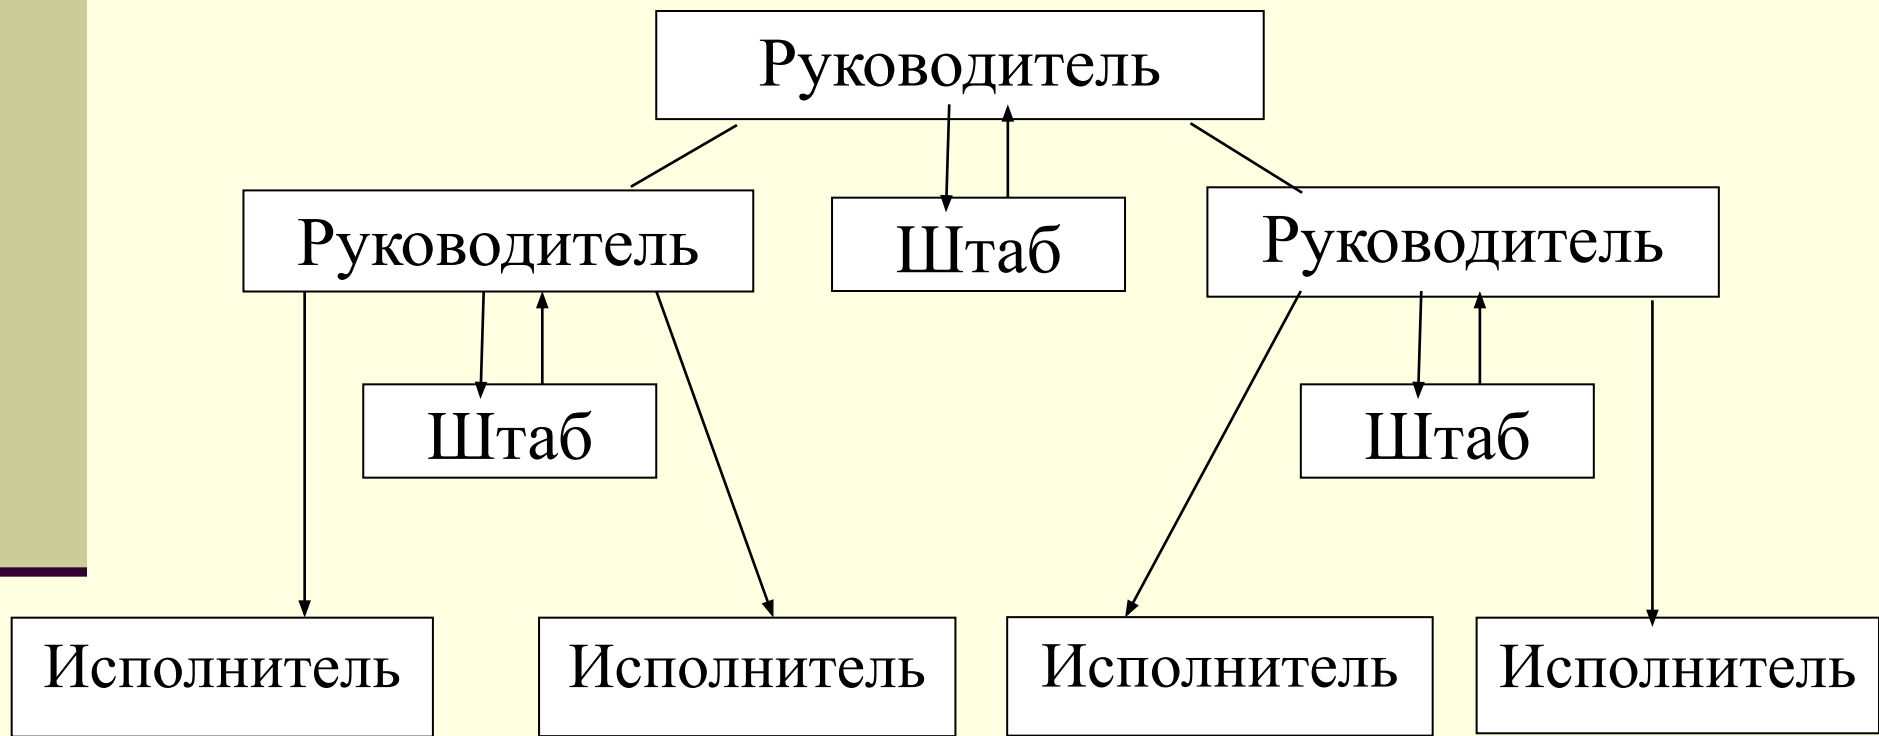 Руководитель
Руководитель
Штаб
Руководитель
Штаб
Штаб
Исполнитель
Исполнитель
Исполнитель
Исполнитель